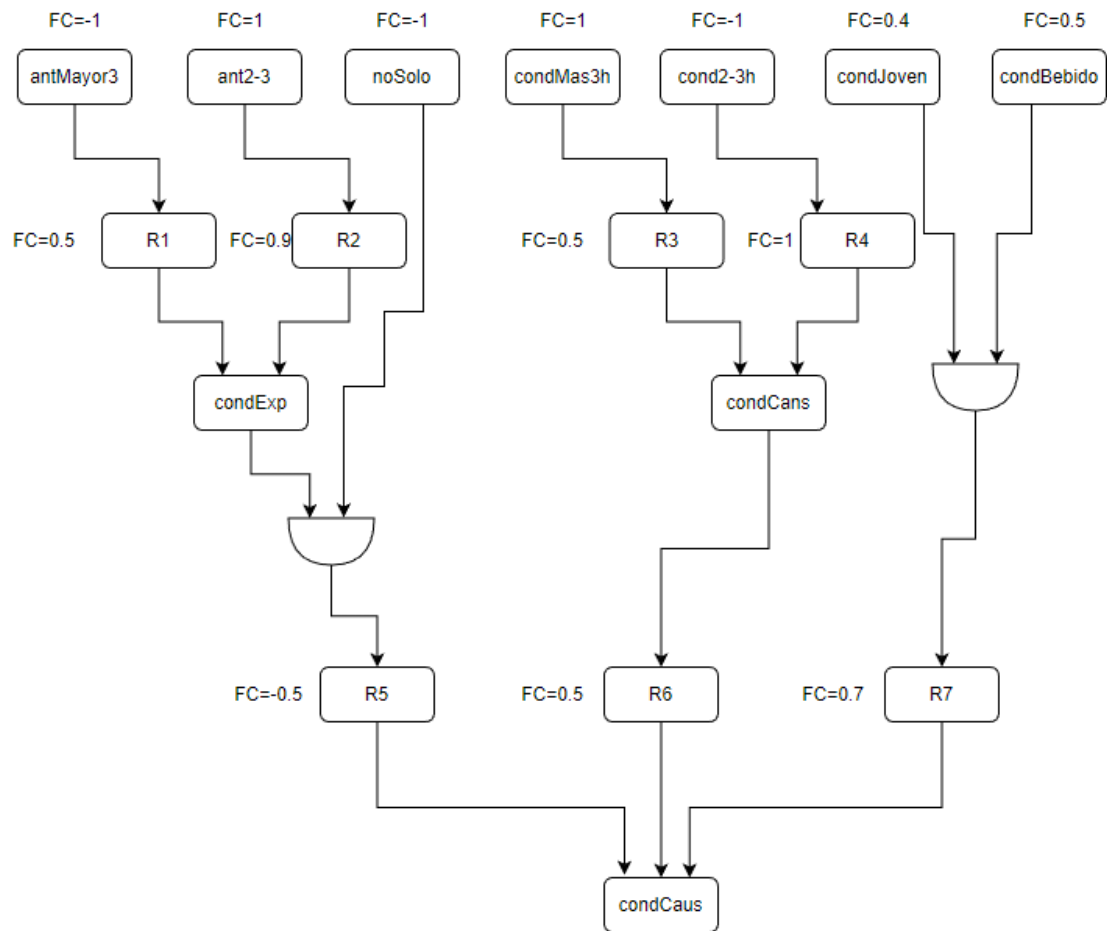 FC=-1
FC=1
FC=-1
FC=1
FC=-1
FC=0.4
FC=0.5
antMayor3
ant2-3
noSolo
condMas3h
cond2-3h
condJoven
condBebido
FC=0.5
R1
FC=0.9
R2
FC=0.5
R3
FC=1
R4
condExp
condCans
FC=-0.5
R5
FC=0.5
R6
FC=0.7
R7
condCaus